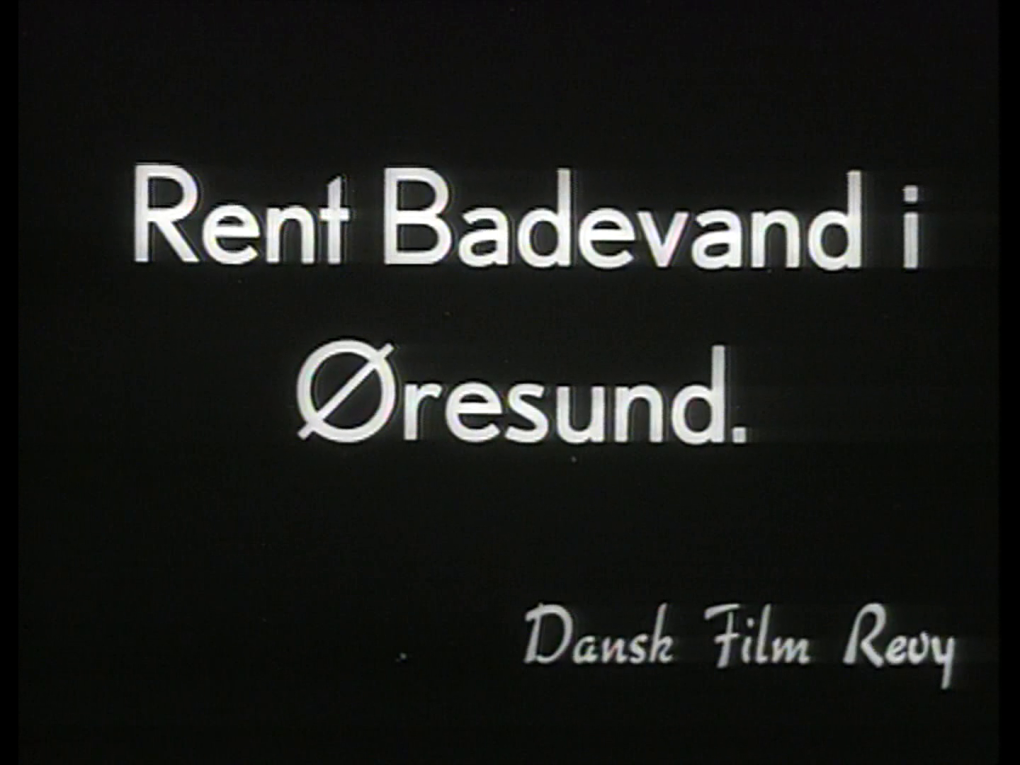 Rent Badevand i
Øresund.
Dansk Film Revy